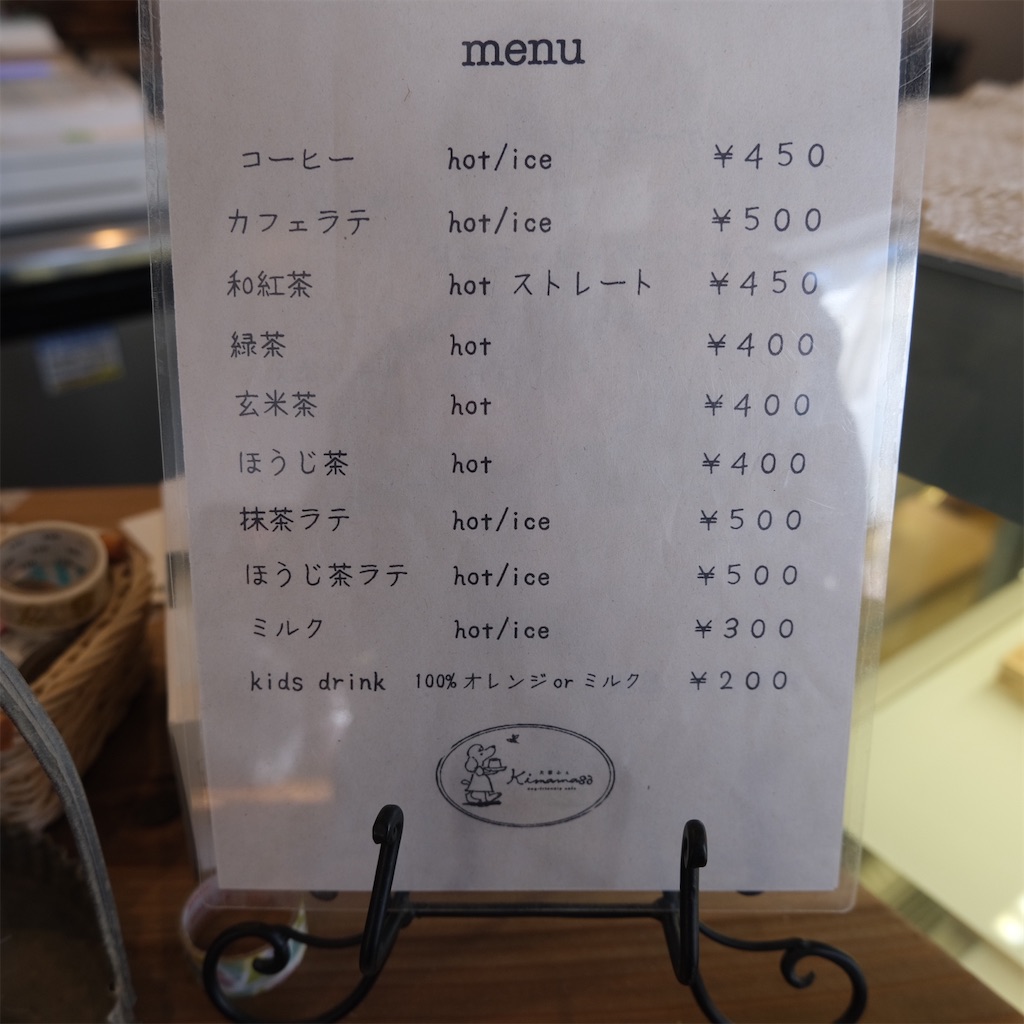 menu
コーヒー hot/ice ¥450
カフェラテ hot/ice ¥500
和紅茶 hot ストレート ¥450
緑茶 hot ¥400
玄米茶 hot ¥400
ほうじ茶 hot ¥400
抹茶ラテ hot/ice ¥500
ほうじ茶ラテ hot/ice ¥500
ミルク hot/ice ¥300
kids drink 100%オレンジor ミルク ¥200